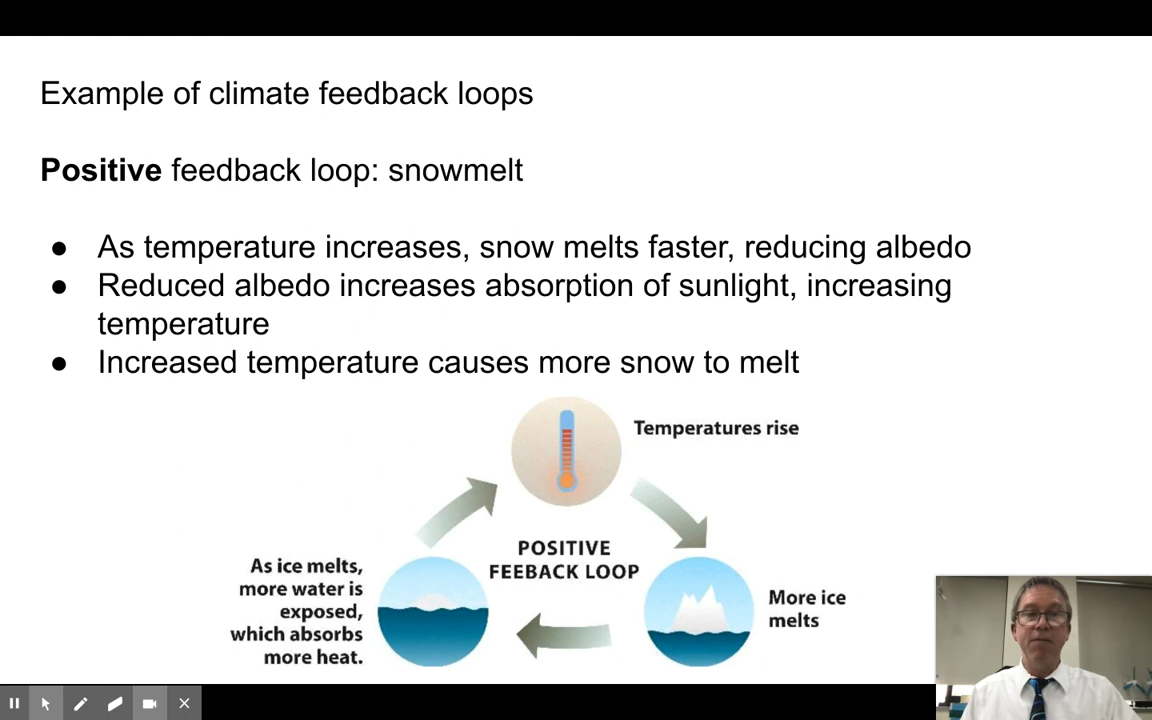 Example of climate feedback loops
Positive feedback loop: snowmelt
● As temperature increases, snow melts faster, reducing albedo
● Reduced albedo increases absorption of sunlight, increasing
temperature
● Increased temperature causes more snow to melt
Temperatures rise
POSITIVE
FEEBACK LOOP
As ice melts,
more water is
exposed,
which absorbs
more heat.
More ice
melts